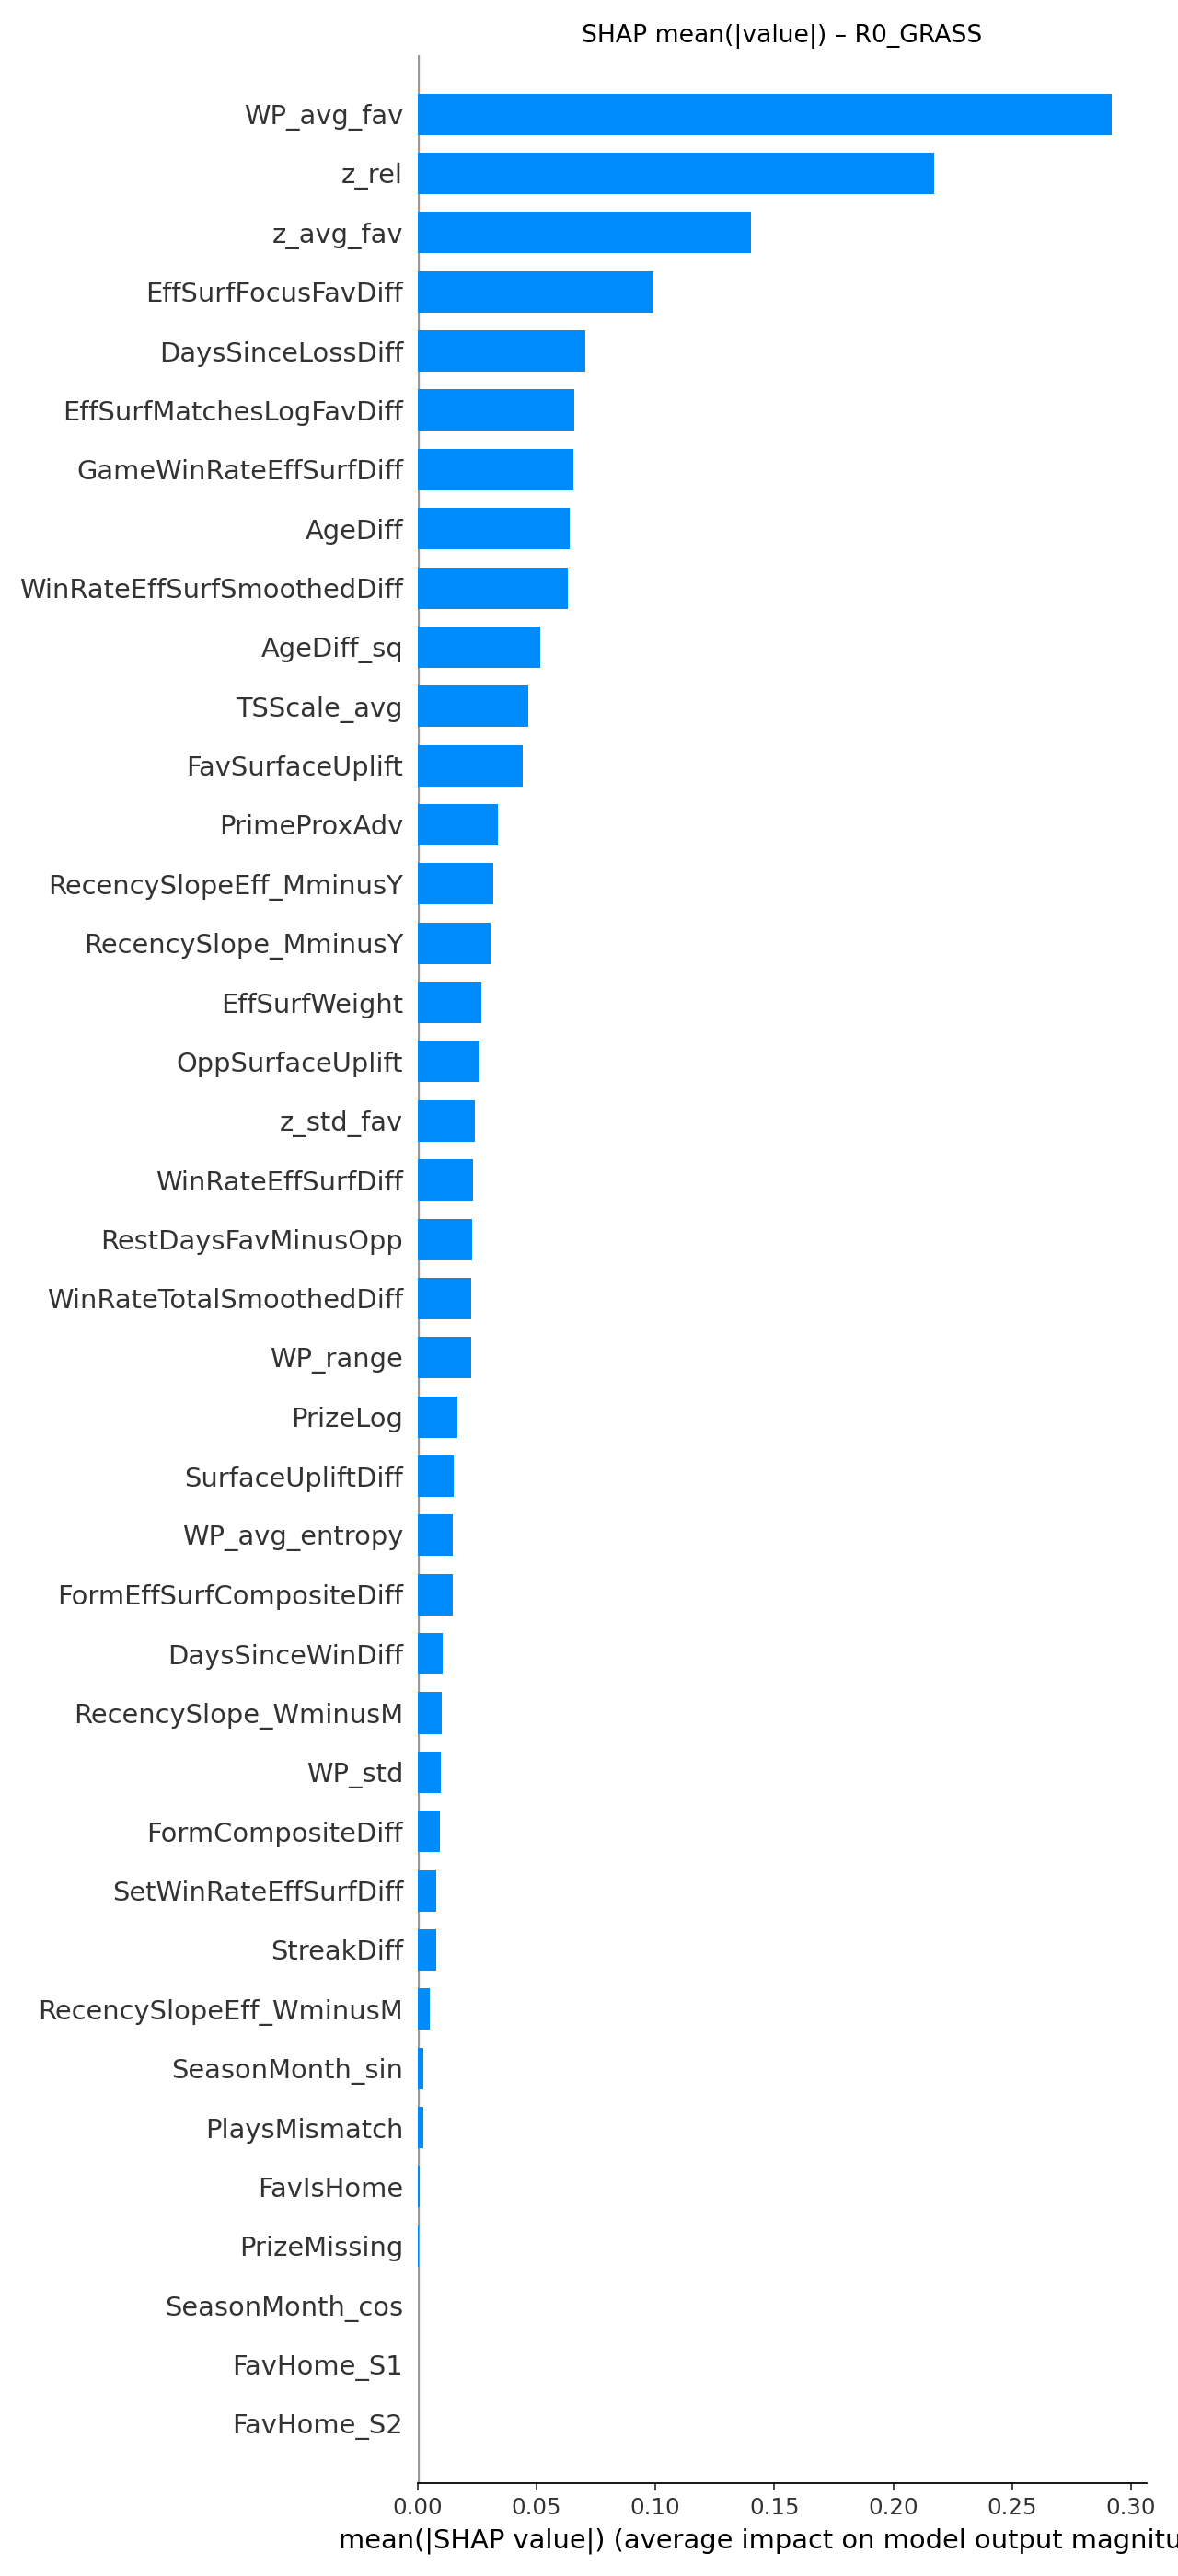 SHAP mean(|value|) – R0_GRASS
WP_avg_fav
z_rel
z_avg_fav
EffSurfFocusFavDiff
DaysSinceLossDiff
EffSurfMatchesLogFavDiff
GameWinRateEffSurfDiff
AgeDiff
WinRateEffSurfSmoothedDiff
AgeDiff_sq
TSScale_avg
FavSurfaceUplift
PrimeProxAdv
RecencySlopeEff_MminusY
RecencySlope_MminusY
EffSurfWeight
OppSurfaceUplift
z_std_fav
WinRateEffSurfDiff
RestDaysFavMinusOpp
WinRateTotalSmoothedDiff
WP_range
PrizeLog
SurfaceUpliftDiff
WP_avg_entropy
FormEffSurfCompositeDiff
DaysSinceWinDiff
RecencySlope_WminusM
WP_std
FormCompositeDiff
SetWinRateEffSurfDiff
StreakDiff
RecencySlopeEff_WminusM
SeasonMonth_sin
PlaysMismatch
FavIsHome
PrizeMissing
SeasonMonth_cos
FavHome_S1
FavHome_S2
0.00 0.05 0.10 0.15 0.20 0.25 0.30
mean(|SHAP value|) (average impact on model output magnitu